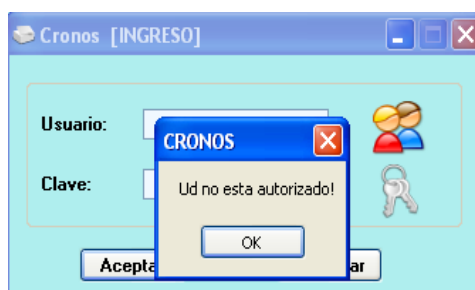 Cronos [INGRESO]
Usuario:
CRONOS
Clave:
Ud no esta autorizado!
OK